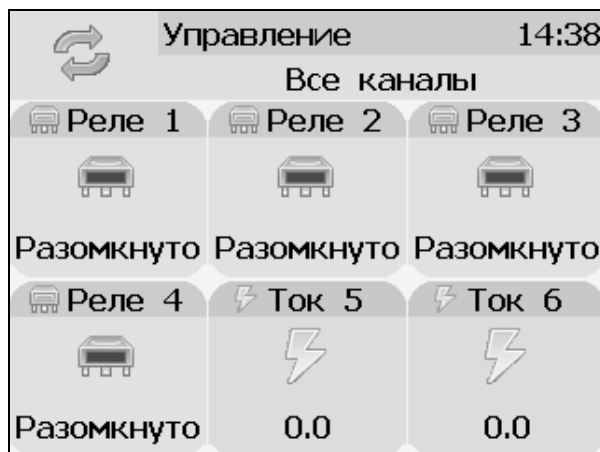 Управление 14:38
Все каналы
Реле 1 Реле 2 Реле 3
Разомкнуто Разомкнуто Разомкнуто
Реле 4 Ток 5 Ток 6
Разомкнуто 0.0 0.0